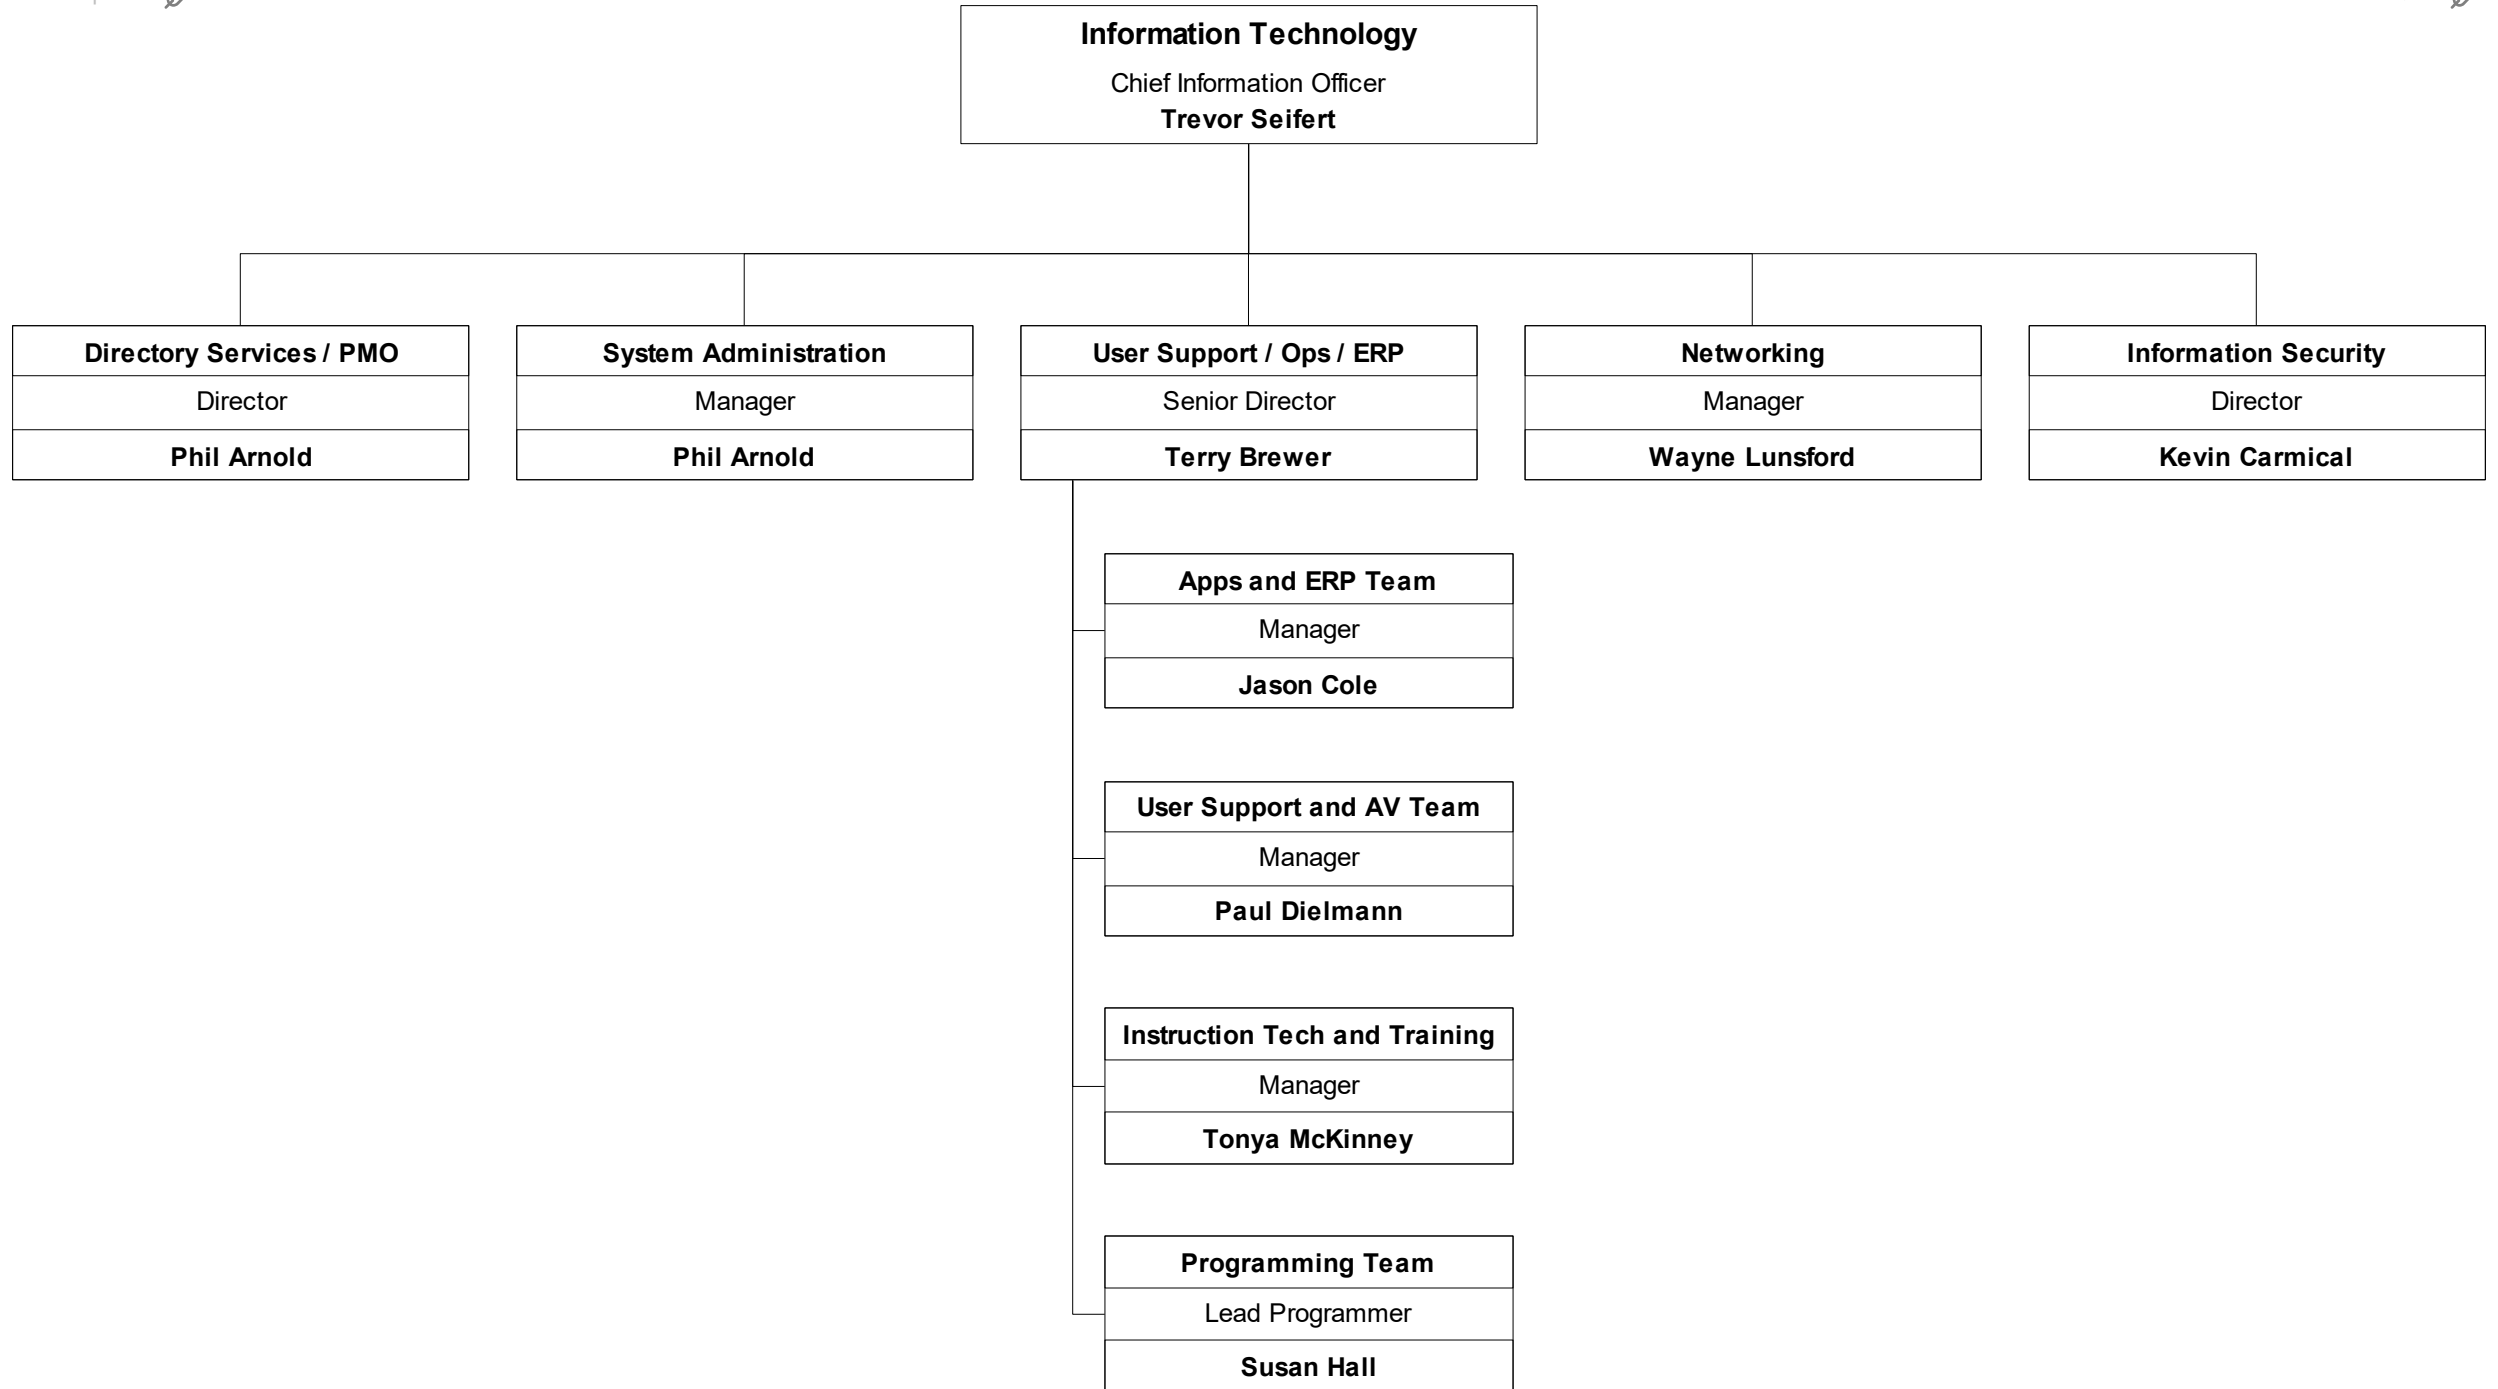 Information Technology
Chief Information Officer
Trevor Seifert
Directory Services / PMO
Director
Phil Arnold
System Administration
Manager
Phil Arnold
User Support / Ops / ERP
Senior Director
Terry Brewer
Networking
Manager
Wayne Lunsford
Information Security
Director
Kevin Carmical
Apps and ERP Team
Manager
Jason Cole
User Support and AV Team
Manager
Paul Dielmann
Instruction Tech and Training
Manager
Tonya McKinney
Programming Team
Lead Programmer
Susan Hall